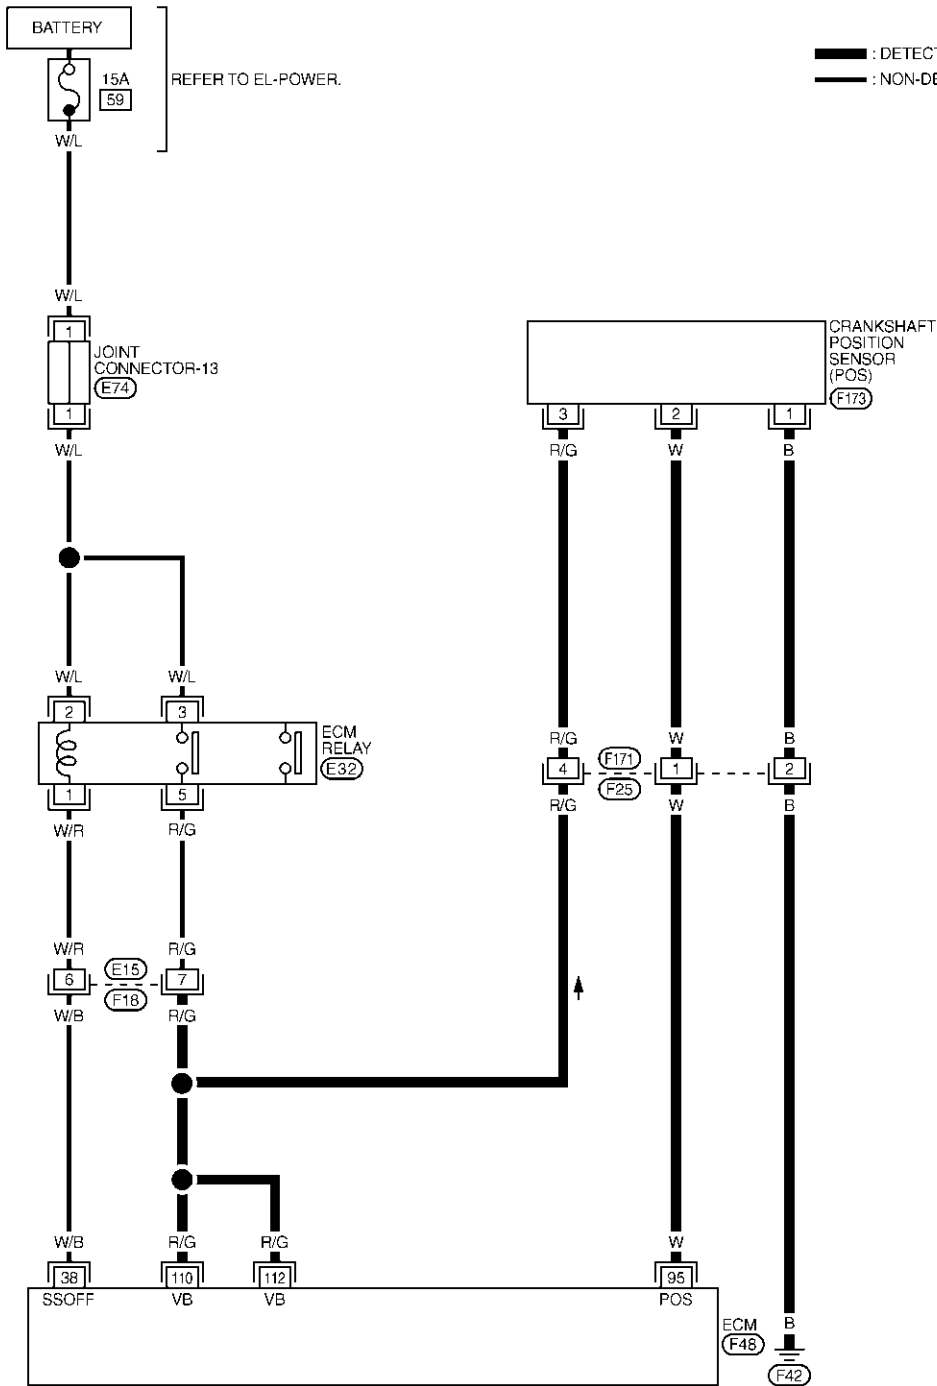 BATTERY
15A
59
REFER TO EL-POWER.
: DETEC
: NON-DE
W/L
W/L
1
JOINT
CONNECTOR-13
E74
1
W/L
CRANKSHAFT
POSITION
SENSOR
(POS)
F173
3
2
1
R/G
W
B
W/L
W/L
2
3
ECM
RELAY
E32
1
5
W/R
R/G
R/G
W
B
4
F171
F25
1
2
R/G
W
B
W/R
R/G
6
E15
F18
7
W/B
R/G
W/B
R/G
R/G
W
38
110
112
95
SSOFF
VB
VB
POS
ECM
F48
B
F42